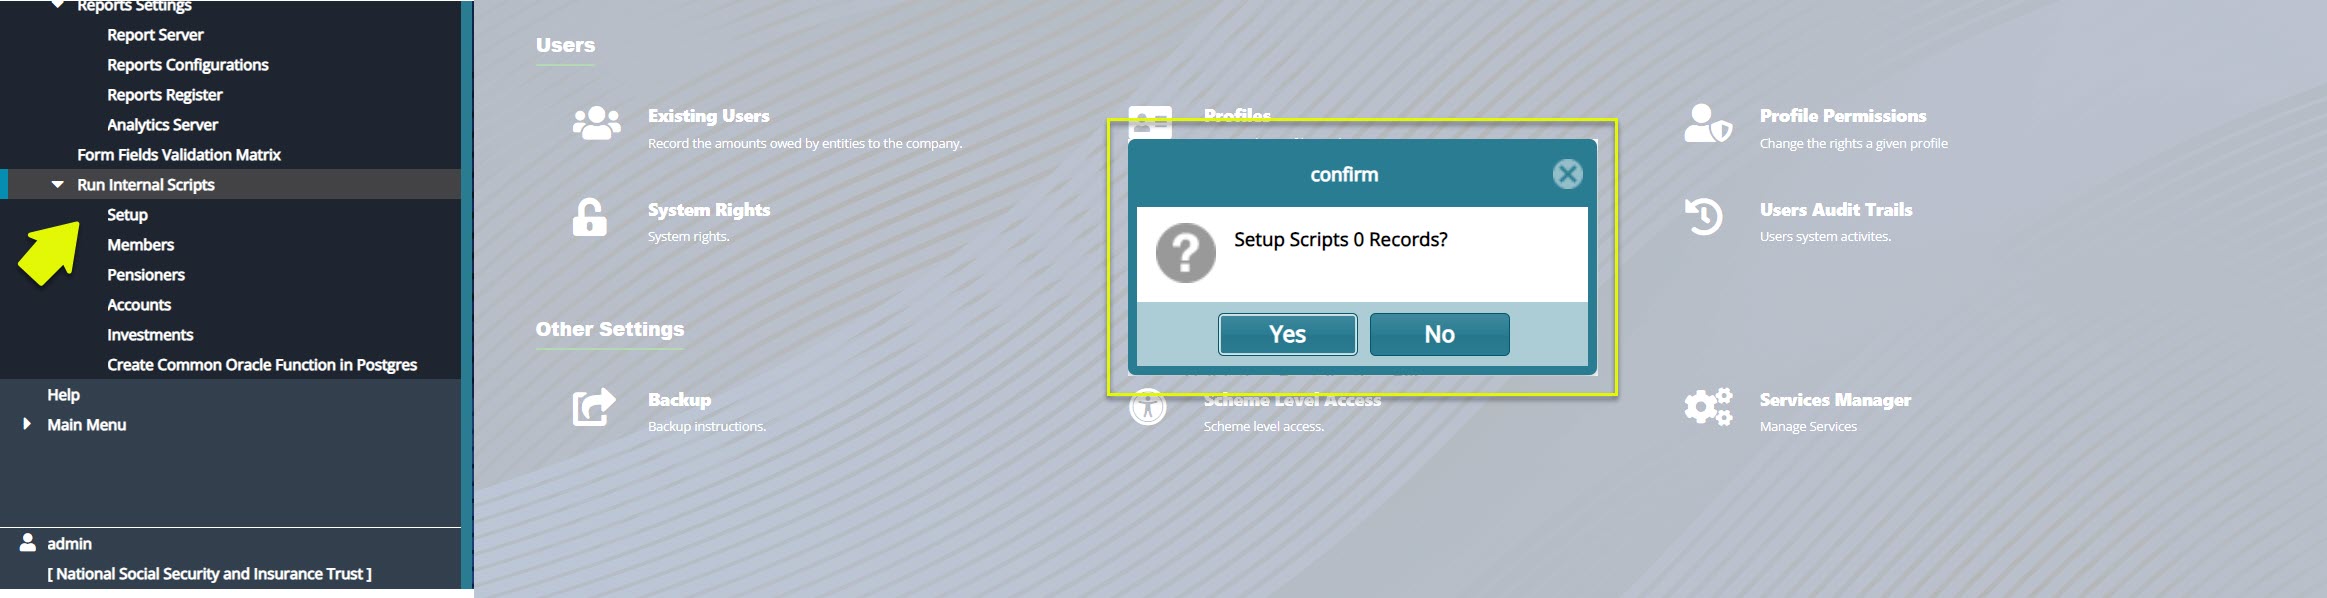 Reports Settings
Report Server
Reports Configurations
Reports Register
Analytics Server
Form Fields Validation Matrix
Run Internal Scripts
Setup
Members
Pensioners
Accounts
Investments
Create Common Oracle Function in Postgres
Help
Main Menu
admin
[ National Social Security and Insurance Trust ]
Users
Existing Users
Record the amounts owed by entities to the company.
Profiles
Profile Permissions
Change the rights a given profile
System Rights
System rights.
Users Audit Trails
Users system activites.
confirm
Setup Scripts 0 Records?
Yes
No
Other Settings
Backup
Backup instructions.
Scheme Level Access
Scheme level access.
Services Manager
Manage Services